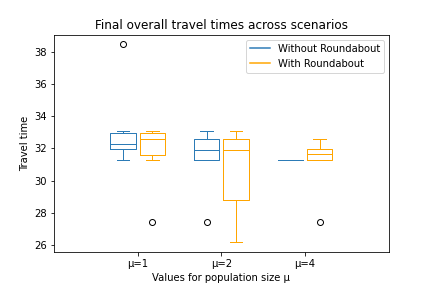 Final overall travel times across scenarios
Without Roundabout
With Roundabout
38
36
34
32
30
28
26
Travel time
μ=1 μ=2 μ=4
Values for population size μ